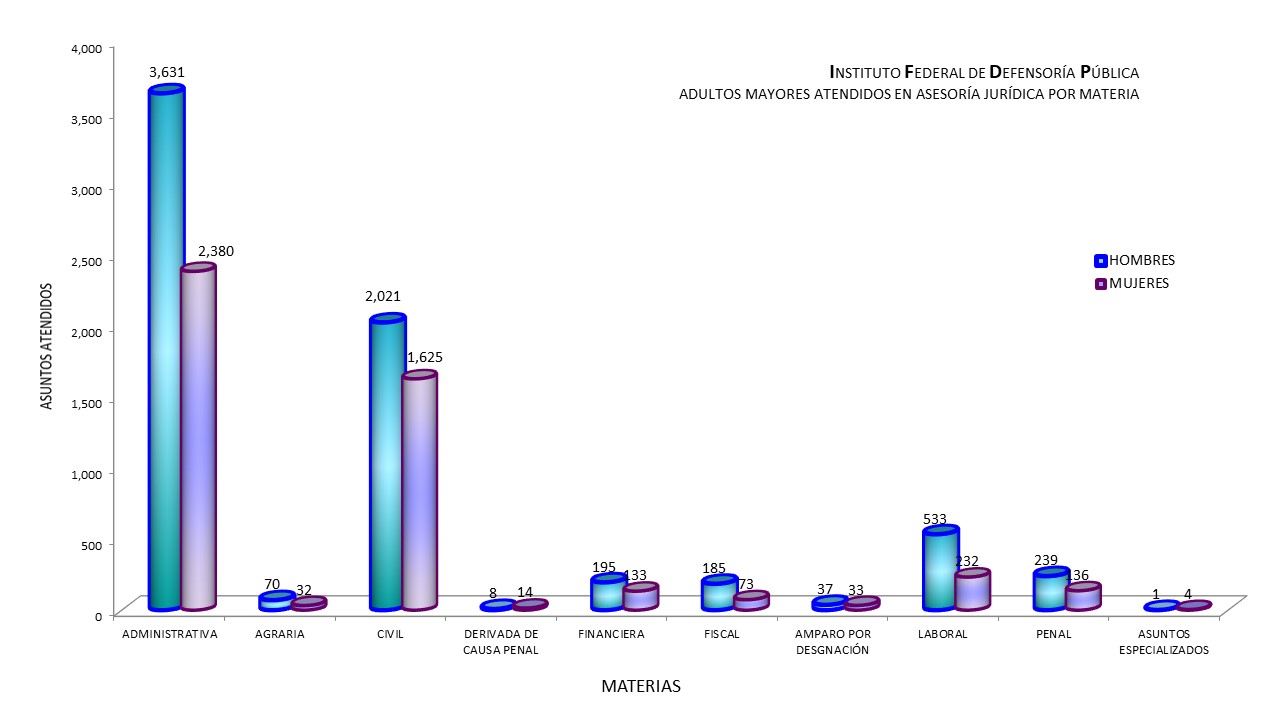 INSTITUTO FEDERAL DE DEFENSORÍA PÚBLICA
ADULTOS MAYORES ATENDIDOS EN ASESORÍA JURÍDICA POR MATERIA
ASUNTOS ATENDIDOS
4,000
3,500
3,000
2,500
2,000
1,500
1,000
500
0
3,631
2,380
70
32
2,021
1,625
8
14
195
133
185
73
37
33
533
232
239
136
1
4
HOMBRES
MUJERES
ADMINISTRATIVA
AGRARIA
CIVIL
DERIVADA DE
CAUSA PENAL
FINANCIERA
FISCAL
AMPARO POR
DESGNACIÓN
LABORAL
PENAL
ASUNTOS
ESPECIALIZADOS
MATERIAS